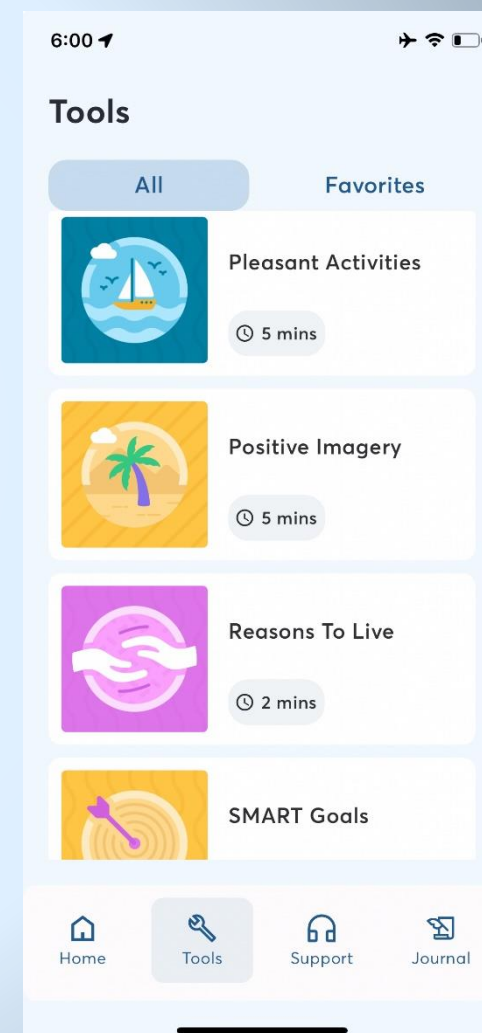 6:00
Tools
All Favorites
Pleasant Activities
5 mins
Positive Imagery
5 mins
Reasons To Live
2 mins
SMART Goals
Home Tools Support Journal